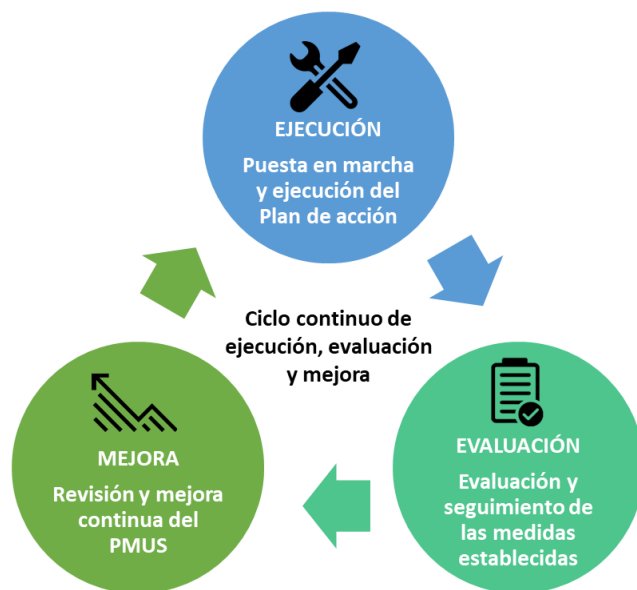 EJECUCIÓN
Puesta en marcha
y ejecución del
Plan de acción
Ciclo continuo de
ejecución, evaluación
y mejora
EVALUACIÓN
Evaluación y
seguimiento de
las medidas
establecidas
MEJORA
Revisión y mejora
continua del
PMUS